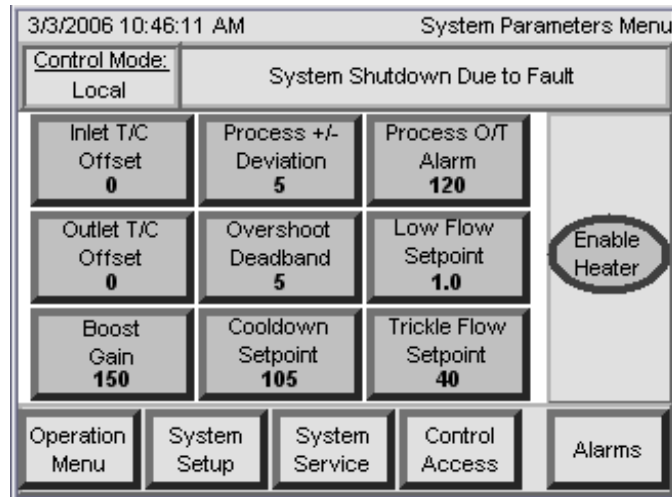 3/3/2006 10:46:11 AM System Parameters Menu
Control Mode:
Local
System Shutdown Due to Fault
Inlet T/C
Offset
0
Process +/-
Deviation
5
Process O/T
Alarm
120
Outlet T/C
Offset
0
Overshoot
Deadband
5
Low Flow
Setpoint
1.0
Enable
Heater
Boost
Gain
150
Cooldown
Setpoint
105
Trickle Flow
Setpoint
40
Operation
Menu
System
Setup
System
Service
Control
Access
Alarms